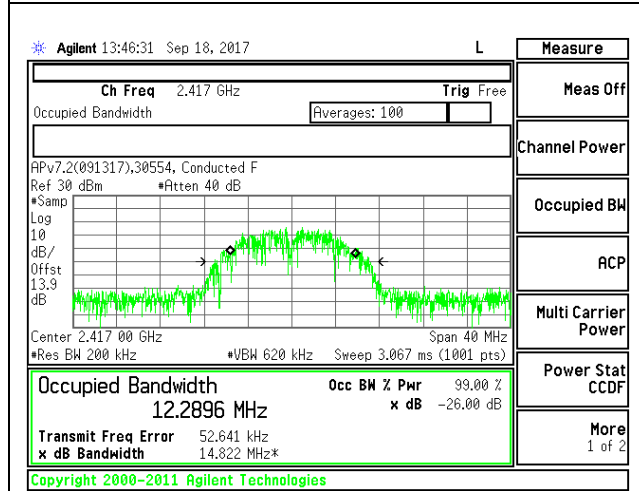 Agilent 13:46:31 Sep 18, 2017 L
Measure
Ch Freq 2.417 GHz Trig Free
Meas Off
Occupied Bandwidth Averages: 100
Channel Power
APv7.2(091317),30554, Conducted F
Ref 30 dBm #Atten 40 dB
#Samp
Log
10
dB/
Offst
13.9
dB
Occupied BW
ACP
Multi Carrier
Power
Center 2.417 00 GHz Span 40 MHz
#Res BW 200 kHz #VBW 620 kHz Sweep 3.067 ms (1001 pts)
Power Stat
CCDF
Occupied Bandwidth Occ BW % Pwr 99.00 %
12.2896 MHz x dB -26.00 dB
Transmit Freq Error 52.641 kHz
x dB Bandwidth 14.822 MHz*
More
1 of 2
Copyright 2000-2011 Agilent Technologies